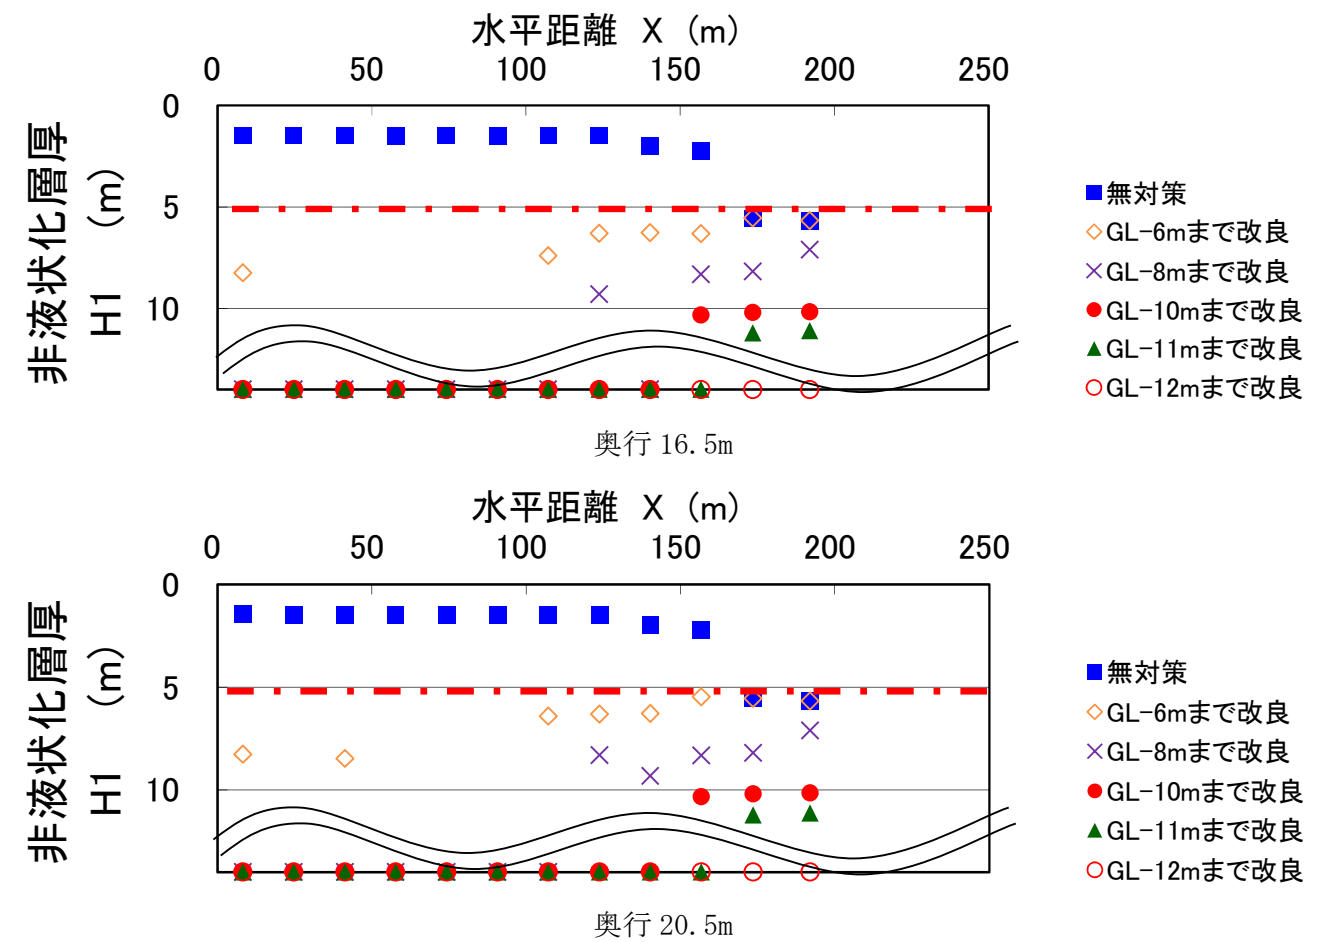 水平距離 X (m)
0 50 100 150 200 250
非液状化層厚
H1 (m)
0
5
10
■無対策
◇GL-6mまで改良
×GL-8mまで改良
●GL-10mまで改良
▲GL-11mまで改良
○GL-12mまで改良
奥行 16.5m
水平距離 X (m)
0 50 100 150 200 250
非液状化層厚
H1 (m)
0
5
10
■無対策
◇GL-6mまで改良
×GL-8mまで改良
●GL-10mまで改良
▲GL-11mまで改良
○GL-12mまで改良
奥行 20.5m